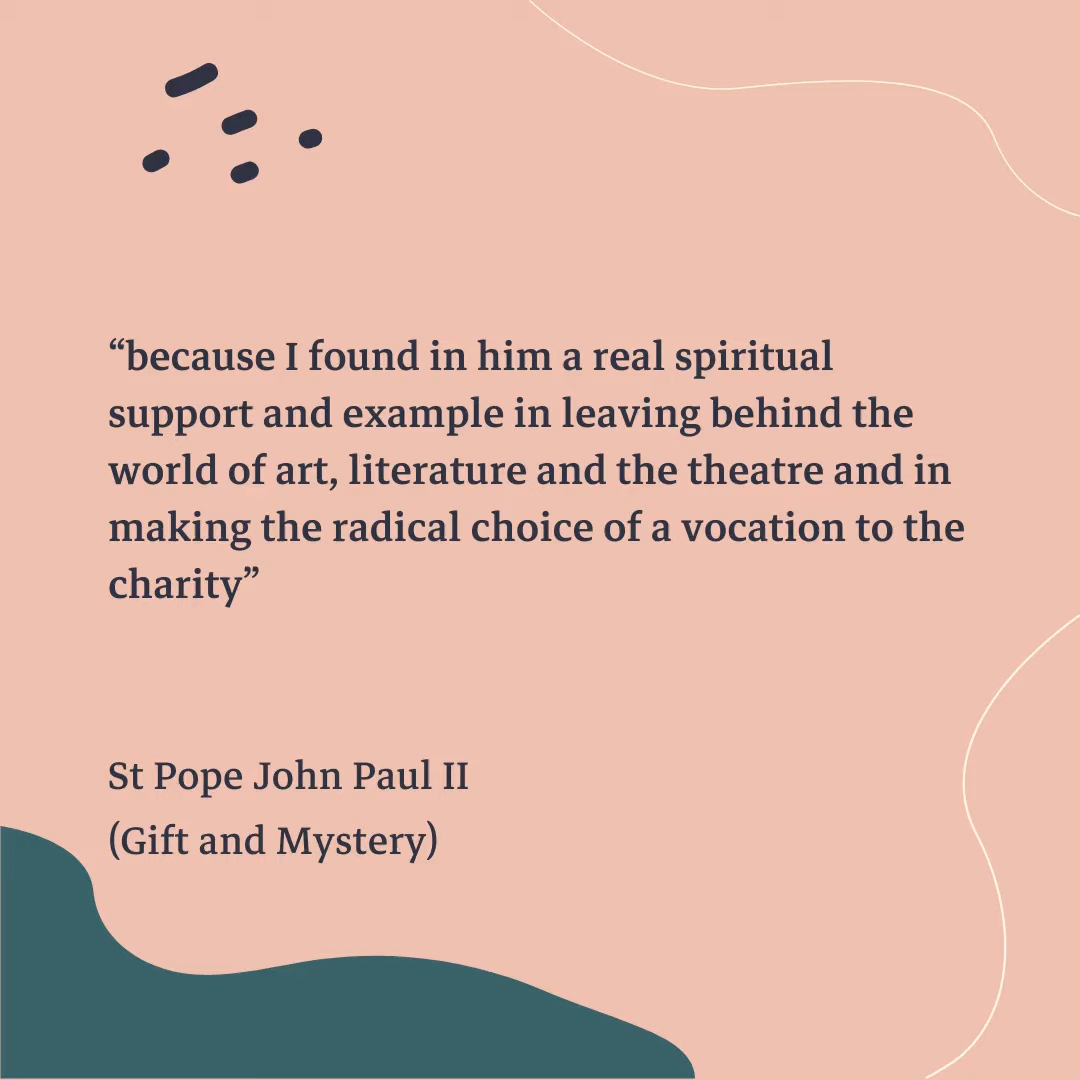 “because I found in him a real spiritual
support and example in leaving behind the
world of art, literature and the theatre and in
making the radical choice of a vocation to the
charity”
St Pope John Paul II
(Gift and Mystery)